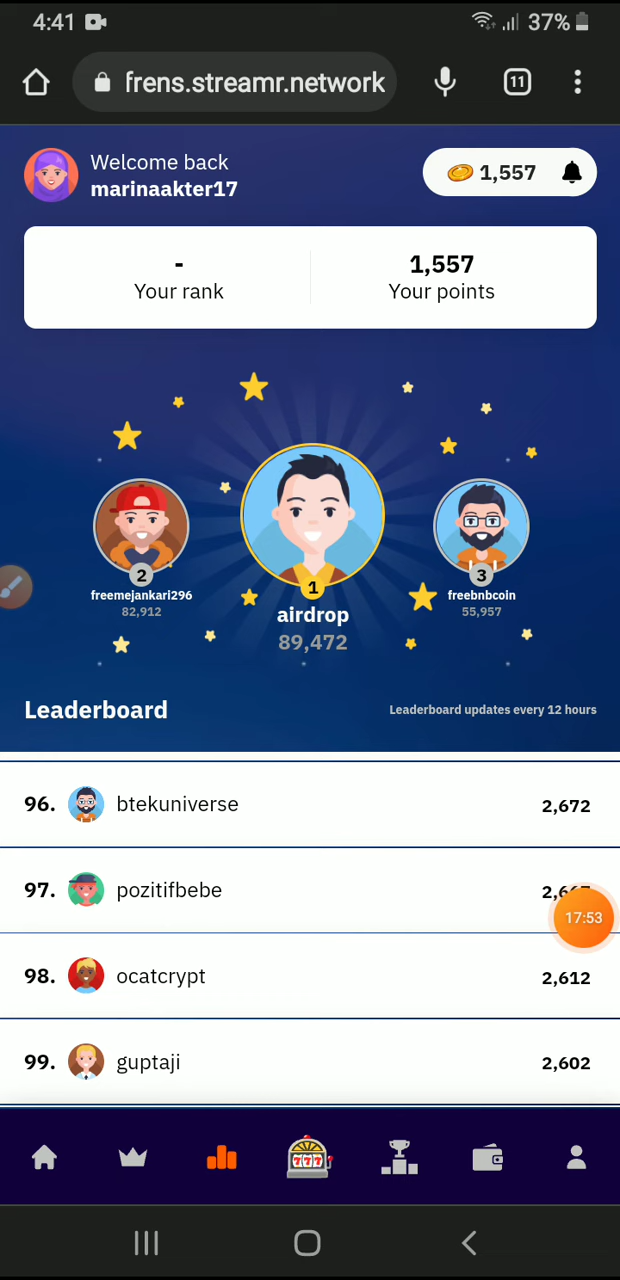 4:41
37%
frens.streamr.network
11
Welcome back
marinaakter17
1,557
-
Your rank
1,557
Your points
2
freemejankari296
82,912
1
airdrop
89,472
3
freebnbcoin
55,957
Leaderboard
Leaderboard updates every 12 hours
96. btekuniverse 2,672
97. pozitifbebe
17:53
98. ocatcrypt 2,612
99. guptaji 2,602
777